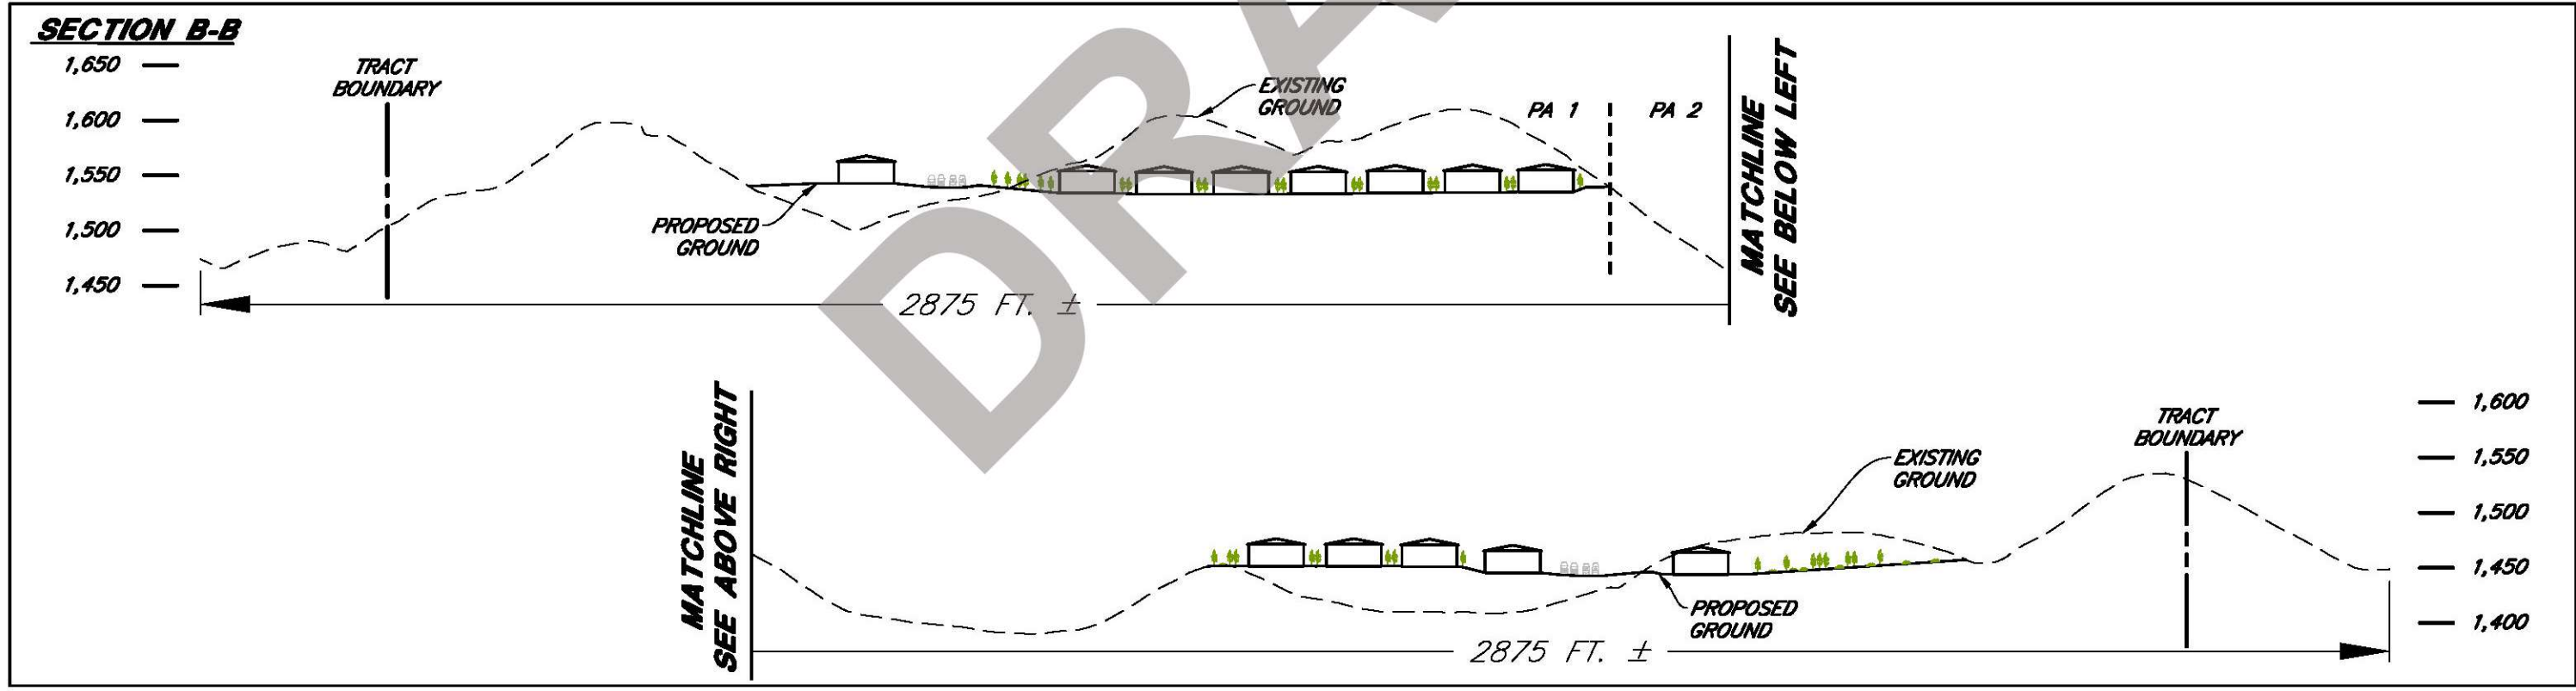 SECTION B-B
1,650
1,600
1,550
1,500
1,450
TRACT
BOUNDARY
PROPOSED
GROUND
EXISTING
GROUND
PA 1
PA 2
MATCHLINE
SEE BELOW LEFT
2875 FT. ±
DRA
MATCHLINE
SEE ABOVE RIGHT
EXISTING
GROUND
PROPOSED
GROUND
TRACT
BOUNDARY
1,600
1,550
1,500
1,450
1,400
2875 FT. ±